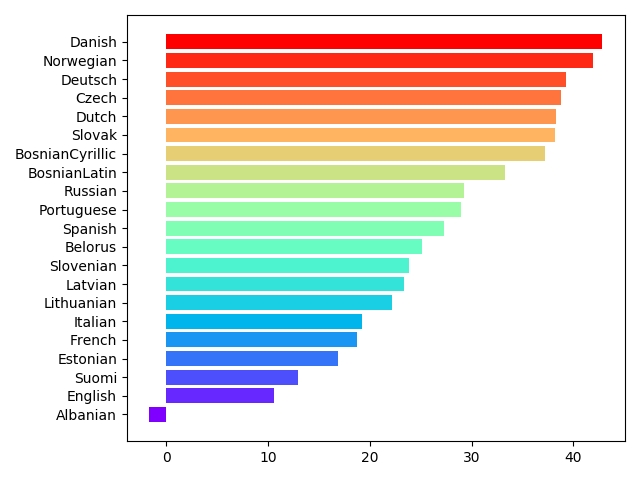 Danish
Norwegian
Deutsch
Czech
Dutch
Slovak
BosnianCyrillic
BosnianLatin
Russian
Portuguese
Spanish
Belorus
Slovenian
Latvian
Lithuanian
Italian
French
Estonian
Suomi
English
Albanian
0 10 20 30 40